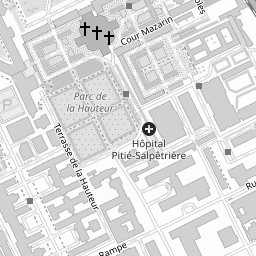 Cour Mazarin
Parc de
la Hauteur
Hôpital
Pitié-Salpêtrière
Terrasse de la Hauteur
Rampe
P